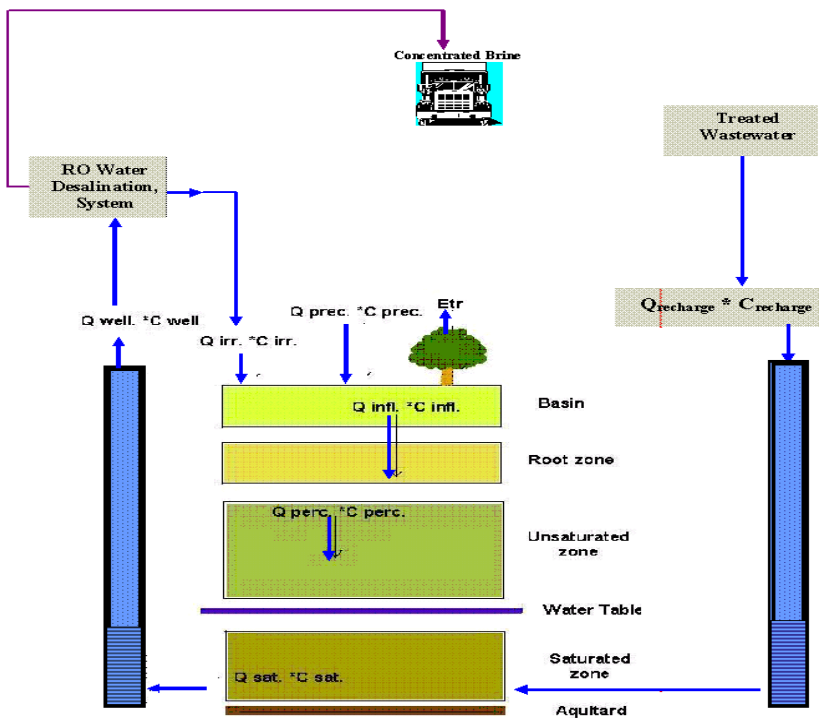 Concentrated Brine
Treated
Wastewater
RO Water
Desalination,
System
Qrecharge * Crecharge
Etr
Q prec. *C prec.
Q well. *C well
Q irr. *C irr.
Q infl. *C infl.
Basin
Root zone
Q perc. *C perc.
Unsaturated
zone
Water Table
Saturated
zone
Q sat. *C sat.
Aquitard